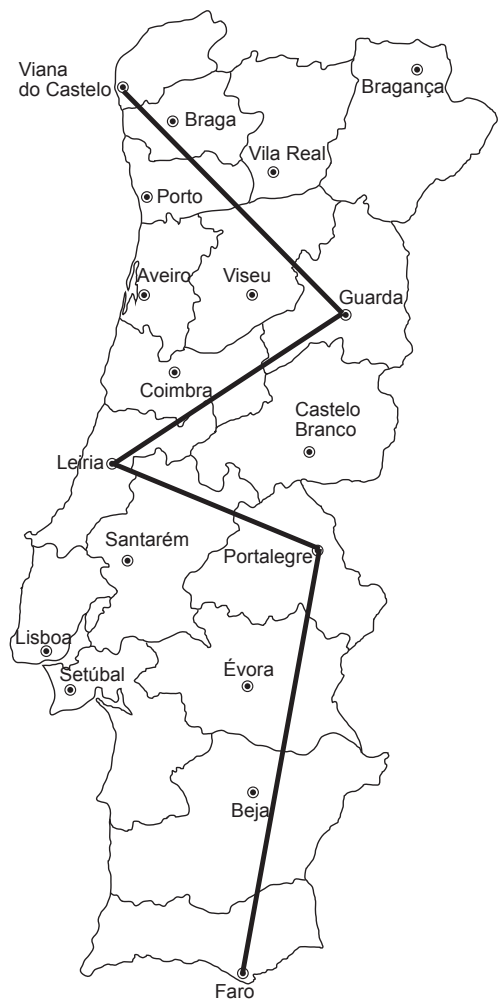 Viana
do Castelo
Bragança
Braga
Vila Real
Porto
Aveiro
Viseu
Guarda
Coimbra
Castelo
Branco
Leiria
Santarém
Portalegre
Lisboa
Setúbal
Évora
Beja
Faro